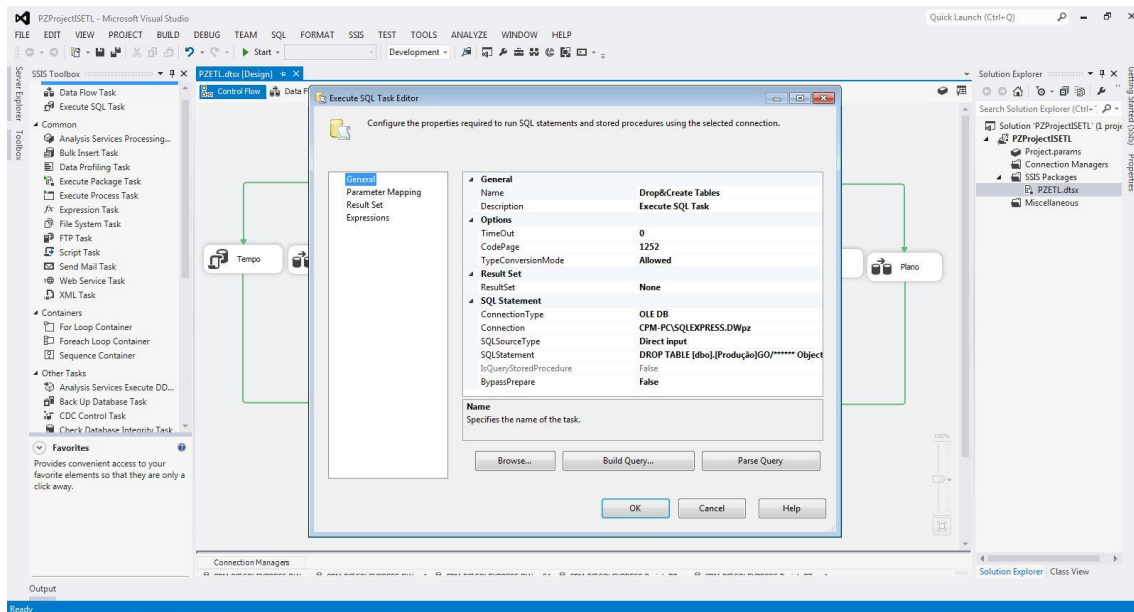 PZProjectISETL - Microsoft Visual Studio
Quick Launch (Ctrl+Q)
FILE EDIT VIEW PROJECT BUILD DEBUG TEAM SQL FORMAT SSIS TEST TOOLS ANALYZE WINDOW HELP
Start
Development
Server Explorer
Toolbox
SSIS Toolbox
Data Flow Task
Execute SQL Task
Common
Analysis Services Processing...
Bulk Insert Task
Data Profiling Task
Execute Package Task
Execute Process Task
Expression Task
File System Task
FTP Task
Script Task
Send Mail Task
Web Service Task
XML Task
Containers
For Loop Container
Foreach Loop Container
Sequence Container
Other Tasks
Analysis Services Execute DD...
Back Up Database Task
CDC Control Task
Check Database Integrity Task
Favorites
Provides convenient access to your
favorite elements so that they are only a
click away.
PZETL.dtsx [Design]
Control Flow
Data F
Tempo
Plano
100%
Execute SQL Task Editor
Configure the properties required to run SQL statements and stored procedures using the selected connection.
General
Parameter Mapping
Result Set
Expressions
General
Name Drop&Create Tables
Description Execute SQL Task
Options
TimeOut 0
CodePage 1252
TypeConversionMode Allowed
Result Set
ResultSet None
SQL Statement
ConnectionType OLE DB
Connection CPM-PC\SQLEXPRESS.DWpz
SQLSourceType Direct input
SQLStatement DROP TABLE [dbo].[Produção]GO/****** Object
IsQueryStoredProcedure False
BypassPrepare False
Name
Specifies the name of the task.
Browse...
Build Query...
Parse Query
OK
Cancel
Help
Connection Managers
Solution Explorer
Search Solution Explorer (Ctrl+
Solution 'PZProjectISETL' (1 proje
PZProjectISETL
Project.params
Connection Managers
SSIS Packages
PZETL.dtsx
Miscellaneous
Solution Explorer
Class View
Getting Started (SSIS)
Properties
Output
Ready